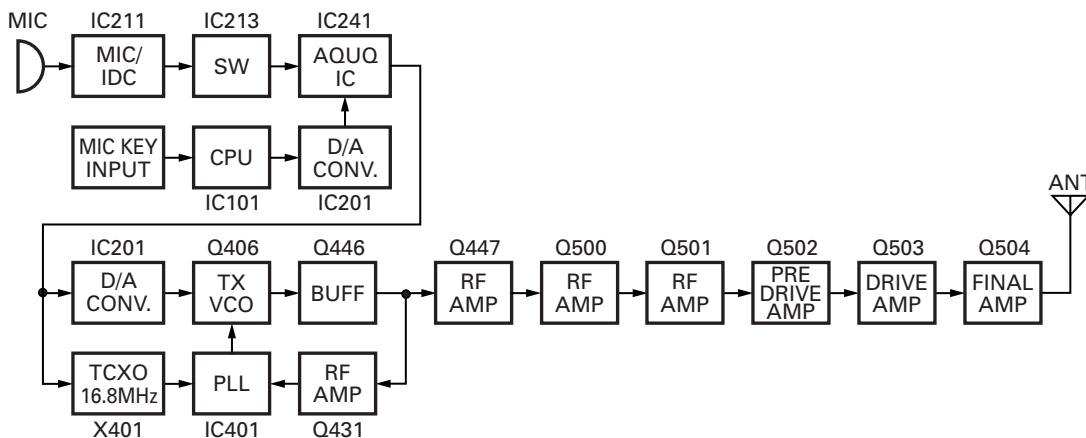 MIC
IC211
IC213
IC241
MIC/
IDC
SW
AQUQ
IC
MIC KEY
INPUT
CPU
D/A
CONV.
IC101
IC201
ANT
IC201
Q406
Q446
Q447
Q500
Q501
Q502
Q503
Q504
D/A
CONV.
TX
VCO
BUFF
RF
AMP
RF
AMP
RF
AMP
PRE
DRIVE
AMP
DRIVE
AMP
FINAL
AMP
TCXO
16.8MHz
PLL
RF
AMP
X401
IC401
Q431